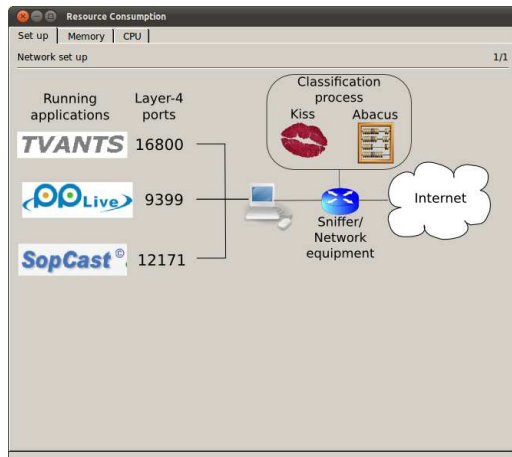 Resource Consumption
Set up Memory CPU
Network set up 1/1
Classification
process
Kiss Abacus
Running
applications
Layer-4
ports
TVANTS 16800
PPLive 9399
SopCast © 12171
Internet
Sniffer/
Network
equipment